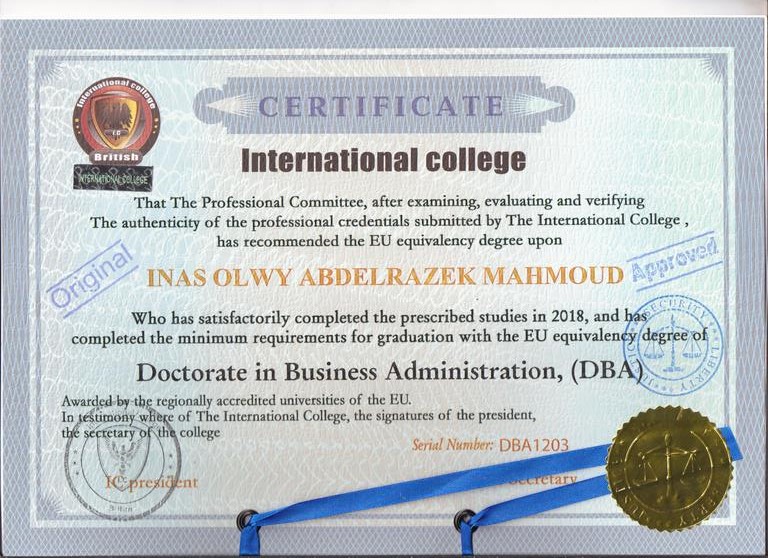 International college
I C
British
INTERNATIONAL COLLEGE
CERTIFICATE
International college
That The Professional Committee, after examining, evaluating and verifying
The authenticity of the professional credentials submitted by The International College ,
has recommended the EU equivalency degree upon
Original
Approved
INAS OLWY ABDELRAZEK MAHMOUD
Who has satisfactorily completed the prescribed studies in 2018, and has
completed the minimum requirements for graduation with the EU equivalency degree of
SECURITY
LIBERTY
JUSTICE
Doctorate in Business Administration, (DBA)
Awarded by the regionally accredited universities of the EU.
In testimony where of The International College, the signatures of the president,
the secretary of the college
Serial Number: DBA1203
IC president
Secretary
British
LIBERTY